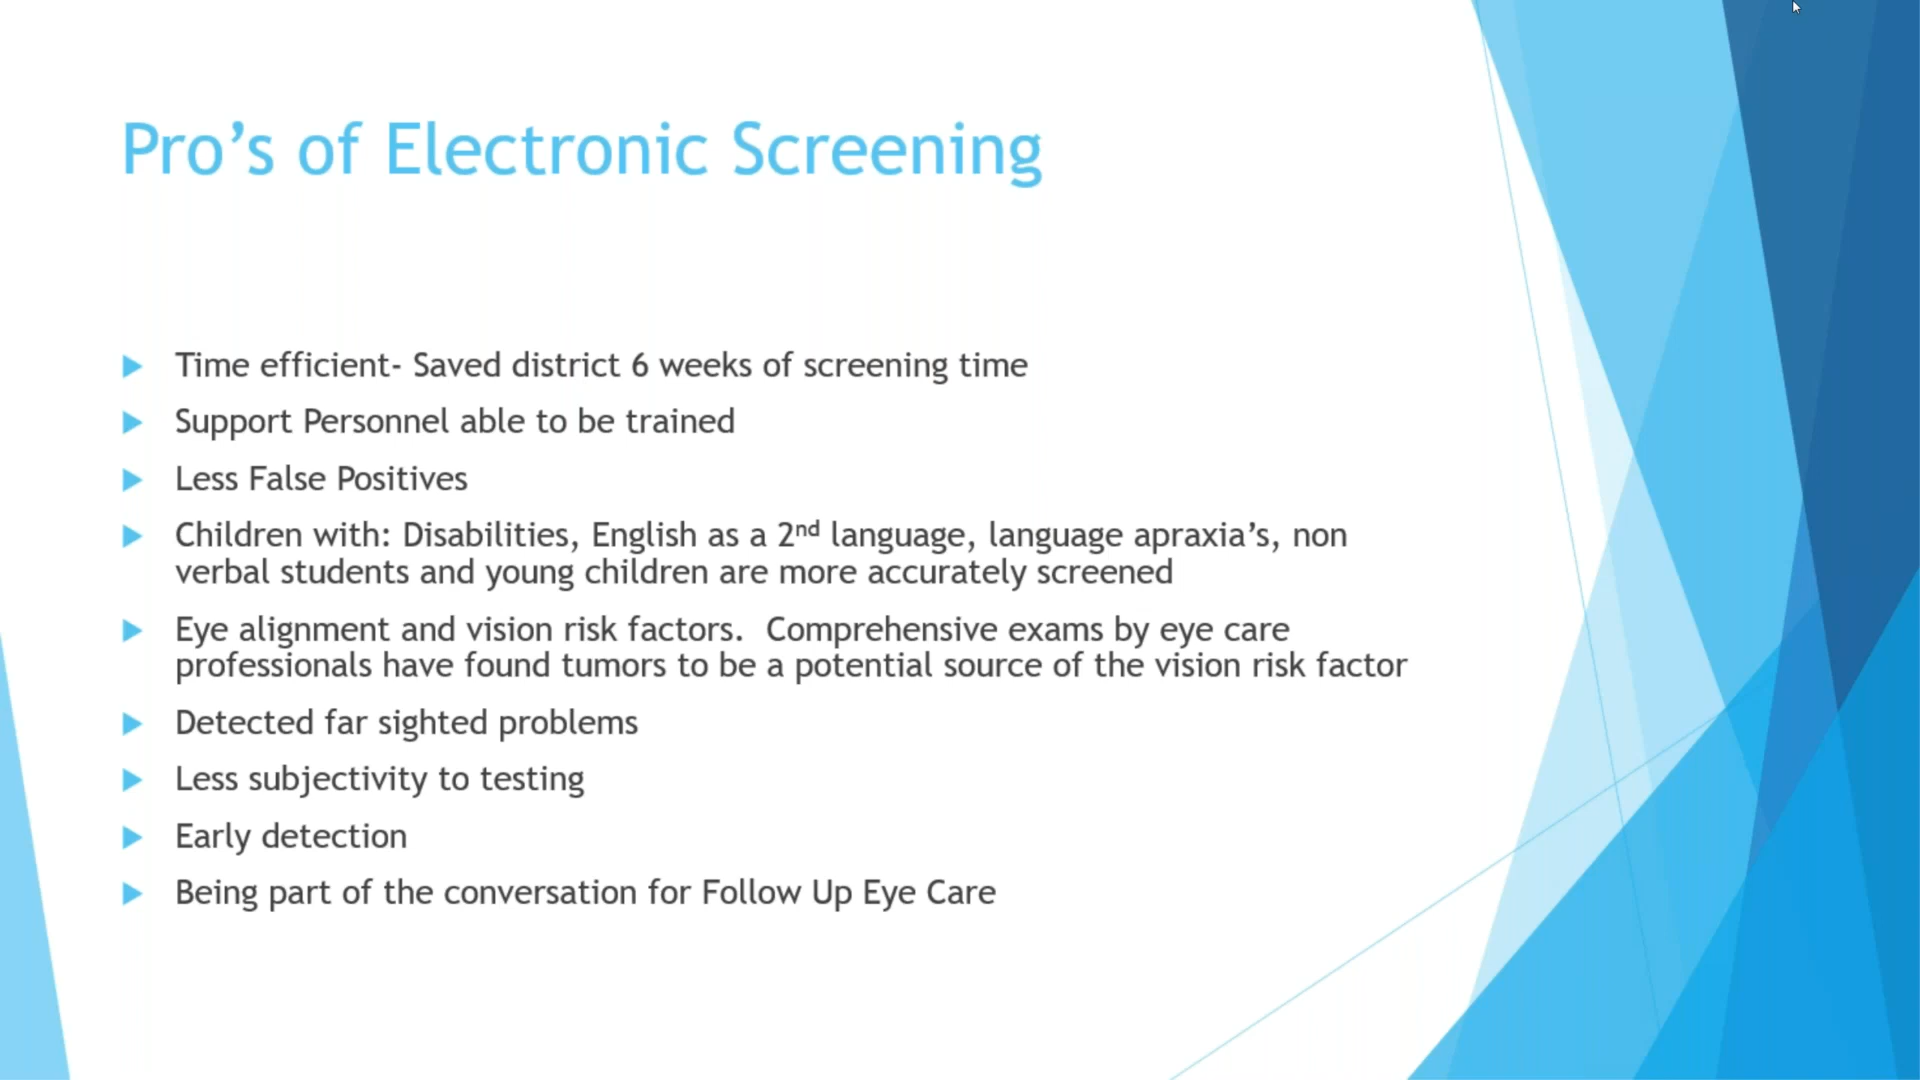 Pro’s of Electronic Screening
Time efficient- Saved district 6 weeks of screening time
Support Personnel able to be trained
Less False Positives
Children with: Disabilities, English as a 2nd language, language apraxia’s, non
verbal students and young children are more accurately screened
Eye alignment and vision risk factors.  Comprehensive exams by eye care
professionals have found tumors to be a potential source of the vision risk factor
Detected far sighted problems
Less subjectivity to testing
Early detection
Being part of the conversation for Follow Up Eye Care